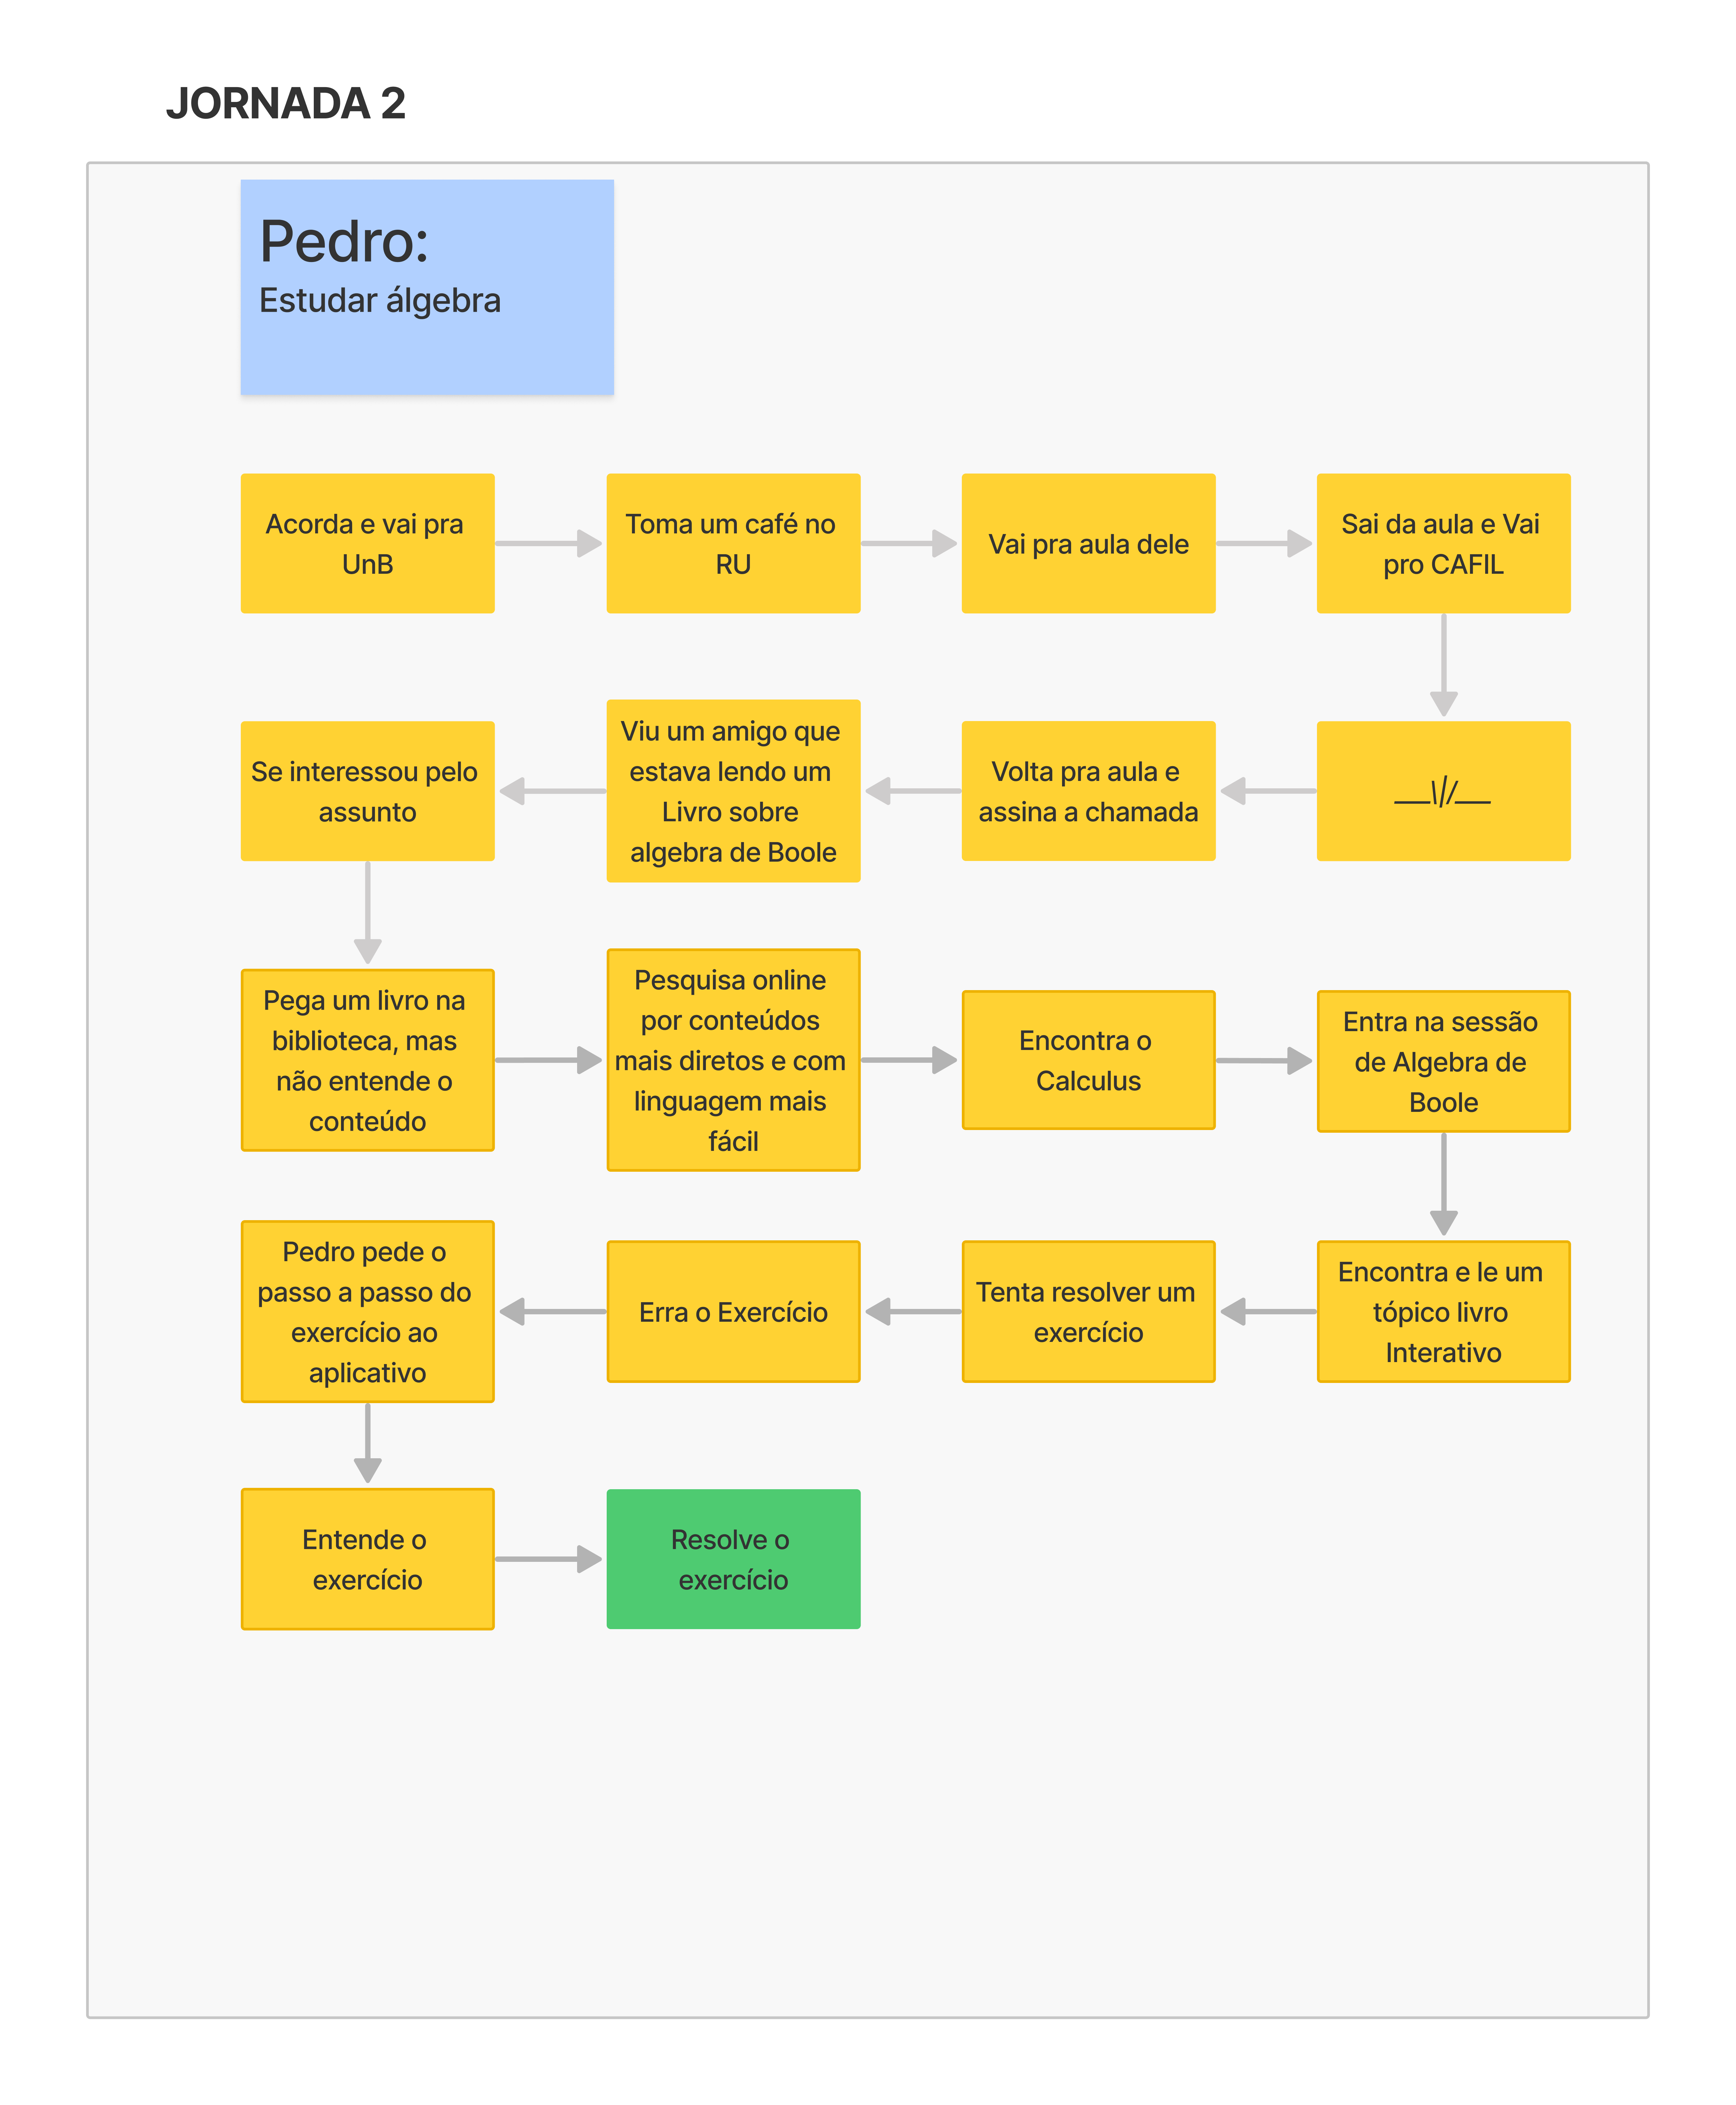 JORNADA 2
Pedro:
Estudar álgebra
Acorda e vai pra
UnB
Toma um café no
RU
Vai pra aula dele
Sai da aula e Vai
pro CAFIL
___\|//___
Volta pra aula e
assina a chamada
Viu um amigo que
estava lendo um
Livro sobre
algebra de Boole
Se interessou pelo
assunto
Pega um livro na
biblioteca, mas
não entende o
conteúdo
Pesquisa online
por conteúdos
mais diretos e com
linguagem mais
fácil
Encontra o
Calculus
Entra na sessão
de Algebra de
Boole
Encontra e le um
tópico livro
Interativo
Tenta resolver um
exercício
Erra o Exercício
Pedro pede o
passo a passo do
exercício ao
aplicativo
Entende o
exercício
Resolve o
exercício